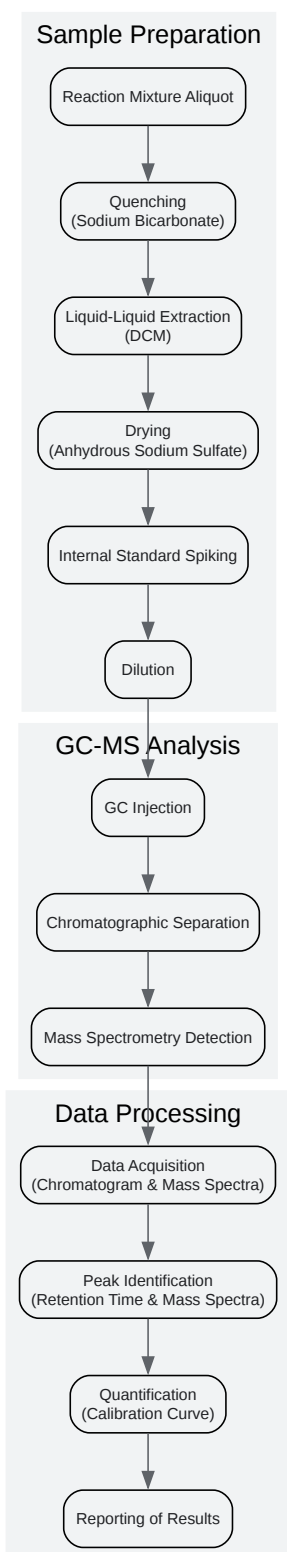 Sample Preparation
Reaction Mixture Aliquot
Quenching
(Sodium Bicarbonate)
Liquid-Liquid Extraction
(DCM)
Drying
(Anhydrous Sodium Sulfate)
Internal Standard Spiking
Dilution
GC-MS Analysis
GC Injection
Chromatographic Separation
Mass Spectrometry Detection
Data Processing
Data Acquisition
(Chromatogram & Mass Spectra)
Peak Identification
(Retention Time & Mass Spectra)
Quantification
(Calibration Curve)
Reporting of Results